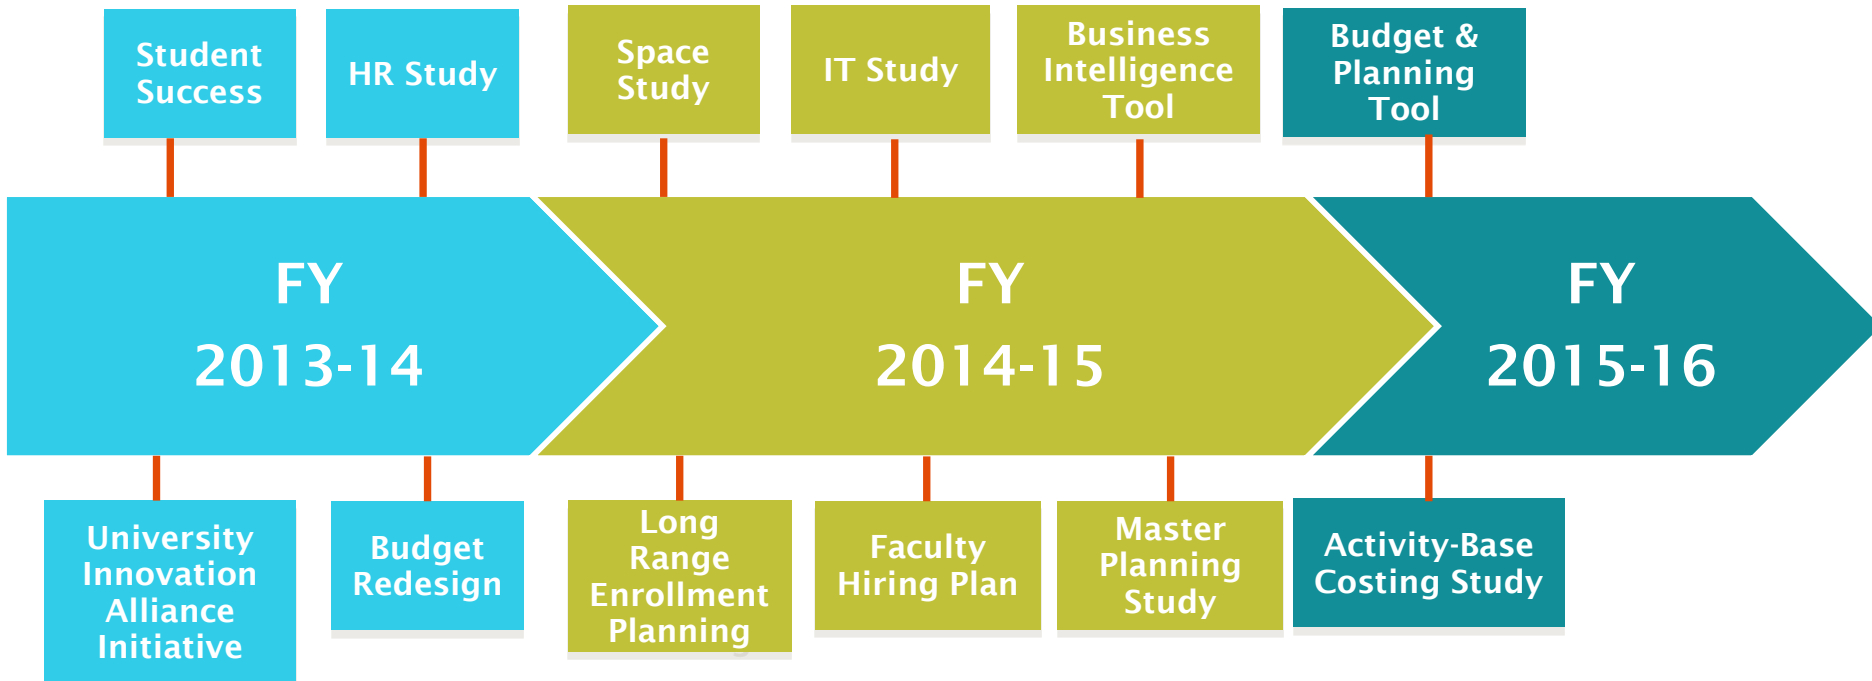 Student
Success
HR Study
Space
Study
IT Study
Business
Intelligence
Tool
Budget &
Planning
Tool
FY
2013-14
FY
2014-15
FY
2015-16
University
Innovation
Alliance
Initiative
Budget
Redesign
Long
Range
Enrollment
Planning
Faculty
Hiring Plan
Master
Planning
Study
Activity-Base
Costing Study